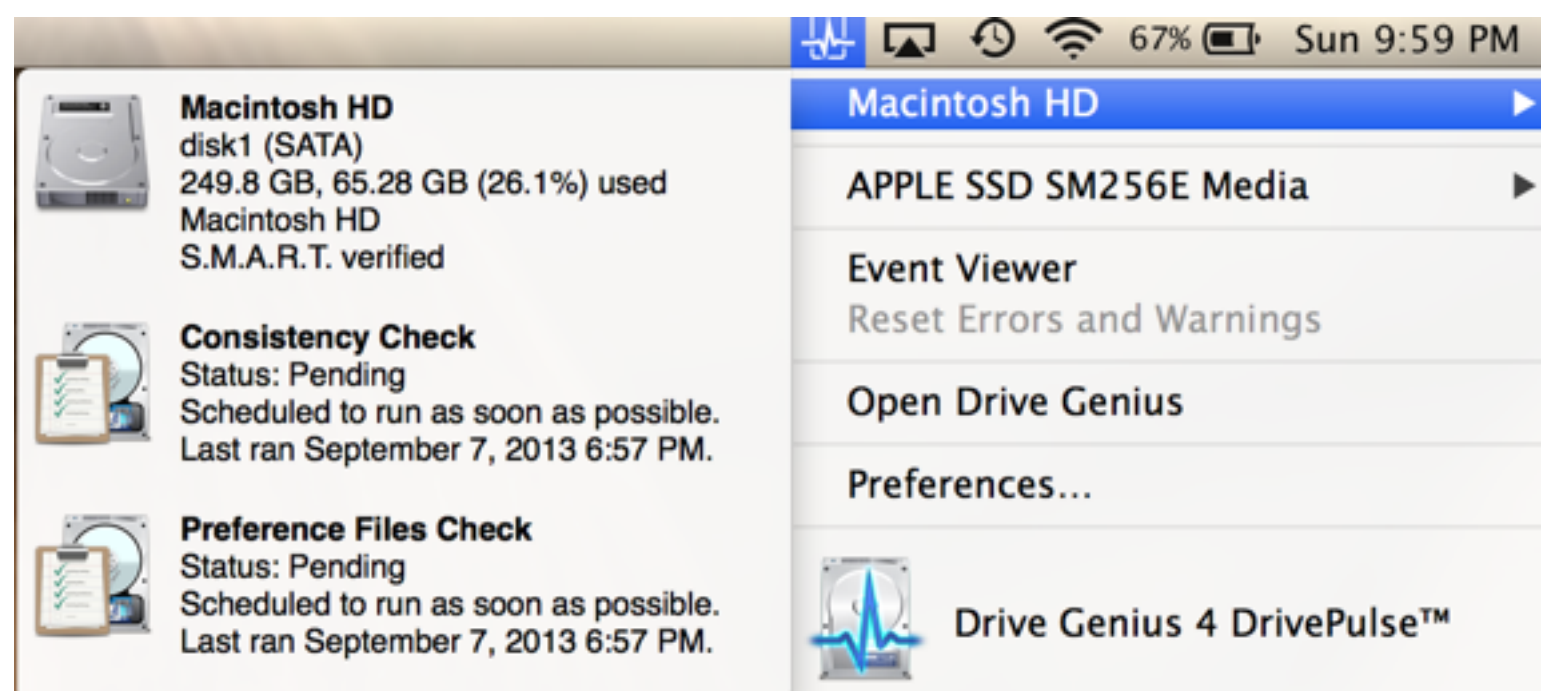 67% Sun 9:59 PM
Macintosh HD
disk1 (SATA)
249.8 GB, 65.28 GB (26.1%) used
Macintosh HD
S.M.A.R.T. verified
Consistency Check
Status: Pending
Scheduled to run as soon as possible.
Last ran September 7, 2013 6:57 PM.
Preference Files Check
Status: Pending
Scheduled to run as soon as possible.
Last ran September 7, 2013 6:57 PM.
Macintosh HD
APPLE SSD SM256E Media
Event Viewer
Reset Errors and Warnings
Open Drive Genius
Preferences...
Drive Genius 4 DrivePulse™